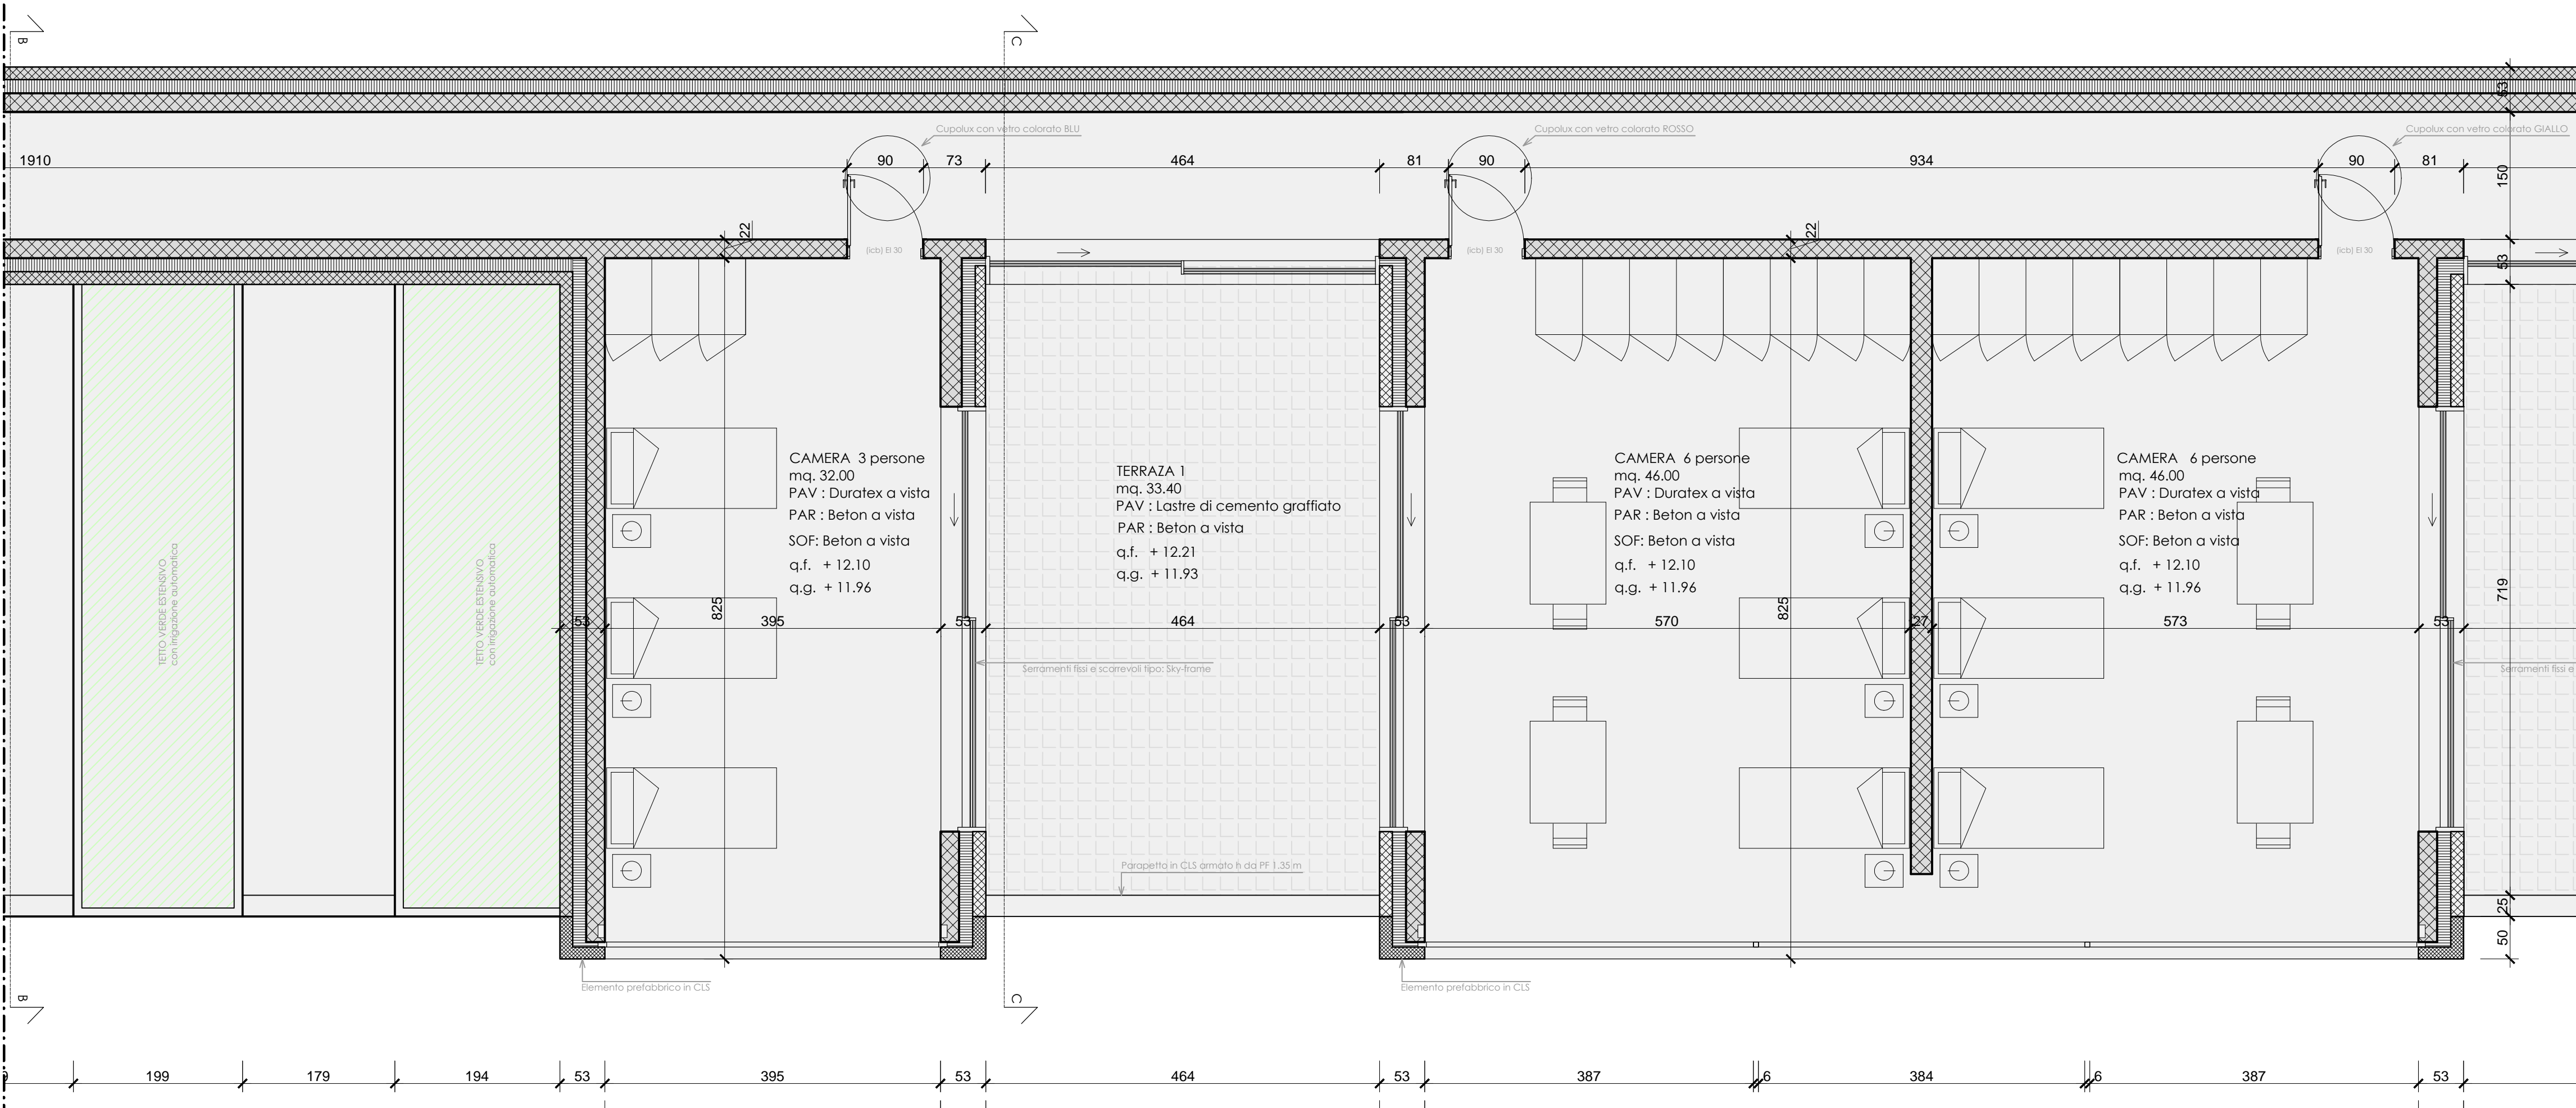 B
C
53
Cupolux con vetro colorato BLU
Cupolux con vetro colorato ROSSO
Cupolux con vetro colorato GIALLO
1910
90
73
464
81
90
934
90
81
150
22
22
(icb) EI 30
(icb) EI 30
(icb) EI 30
53
CAMERA 3 persone
mq. 32.00
PAV : Duratex a vista
PAR : Beton a vista
SOF: Beton a vista
q.f. + 12.10
q.g. + 11.96
TERRAZA 1
mq. 33.40
PAV : Lastre di cemento graffiato
PAR : Beton a vista
q.f. + 12.21
q.g. + 11.93
CAMERA 6 persone
mq. 46.00
PAV : Duratex a vista
PAR : Beton a vista
SOF: Beton a vista
q.f. + 12.10
q.g. + 11.96
CAMERA 6 persone
mq. 46.00
PAV : Duratex a vista
PAR : Beton a vista
SOF: Beton a vista
q.f. + 12.10
q.g. + 11.96
TETTO VERDE ESTENSIVO
con irrigazione automatica
TETTO VERDE ESTENSIVO
con irrigazione automatica
825
825
719
53
395
53
464
53
570
27
573
53
Serramenti fissi e scorrevoli tipo: Sky-frame
Serramenti fissi e
Parapetto in CLS armato h da PF 1.35 m
25
50
Elemento prefabbrico in CLS
Elemento prefabbrico in CLS
B
C
199
179
194
53
395
53
464
53
387
6
384
6
387
53